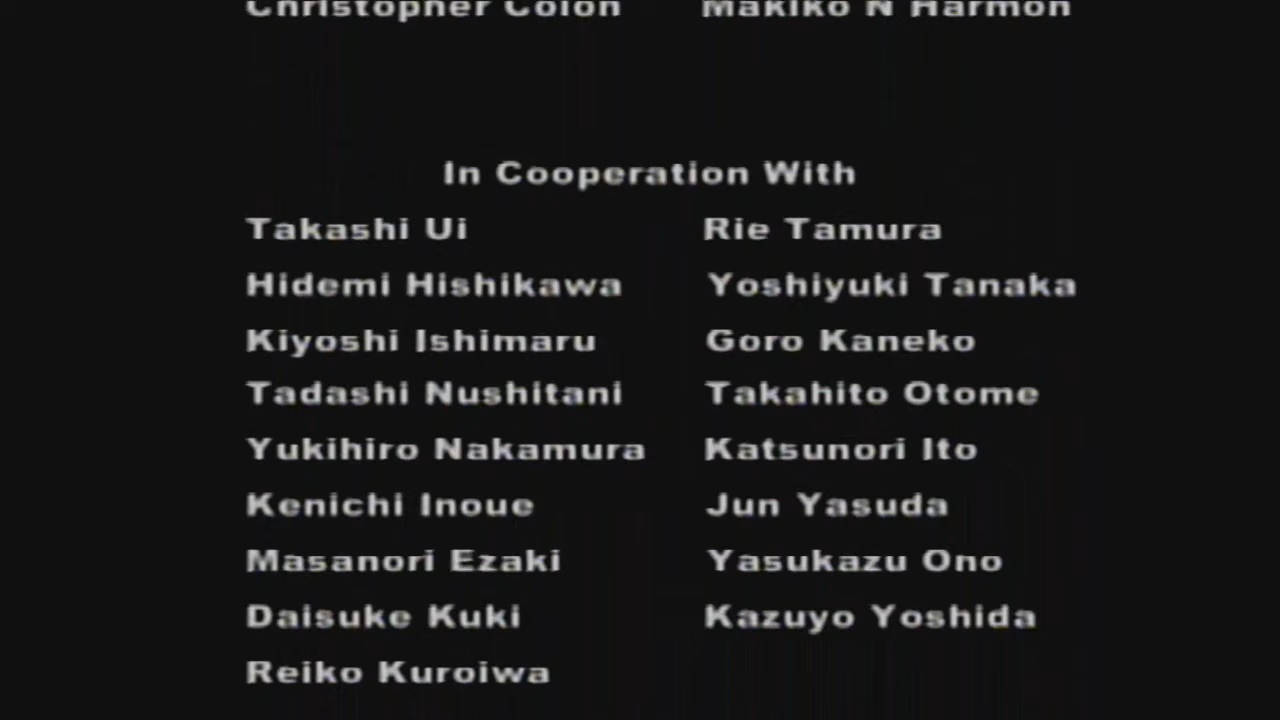 Christopher Colon Makiko N Harmon
In Cooperation With
Takashi Ui Rie Tamura
Hidemi Hishikawa Yoshiyuki Tanaka
Kiyoshi Ishimaru Goro Kaneko
Tadashi Nushitani Takahito Otome
Yukihiro Nakamura Katsunori Ito
Kenichi Inoue Jun Yasuda
Masanori Ezaki Yasukazu Ono
Daisuke Kuki Kazuyo Yoshida
Reiko Kuroiwa